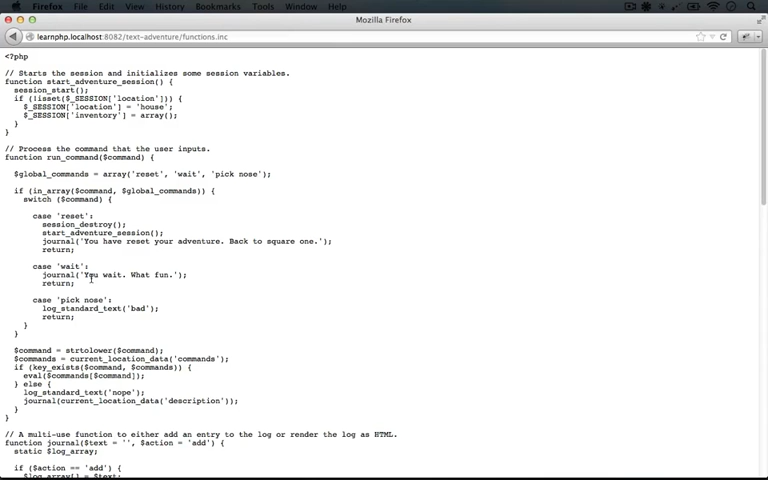 Firefox File Edit View History Bookmarks Tools Window Help
Mozilla Firefox
learnphp.localhost:8082/text-adventure/functions.inc
<?php
// Starts the session and initializes some session variables.
function start_adventure_session() {
session_start();
if (!isset($_SESSION['location'])) {
$_SESSION['location'] = 'house';
$_SESSION['inventory'] = array();
}
}
// Process the command that the user inputs.
function run_command($command) {
$global_commands = array('reset', 'wait', 'pick nose');
if (in_array($command, $global_commands)) {
switch ($command) {
case 'reset':
session_destroy();
start_adventure_session();
journal('You have reset your adventure. Back to square one.');
return;
case 'wait':
journal('You wait. What fun.');
return;
case 'pick nose':
log_standard_text('bad');
return;
}
}
$command = strtolower($command);
$commands = current_location_data('commands');
if (key_exists($command, $commands)) {
eval($commands[$command]);
} else {
log_standard_text('nope');
journal(current_location_data('description'));
}
}
// A multi-use function to either add an entry to the log or render the log as HTML.
function journal($text = '', $action = 'add') {
static $log_array;
if ($action == 'add') {
$log_array[] = $text;